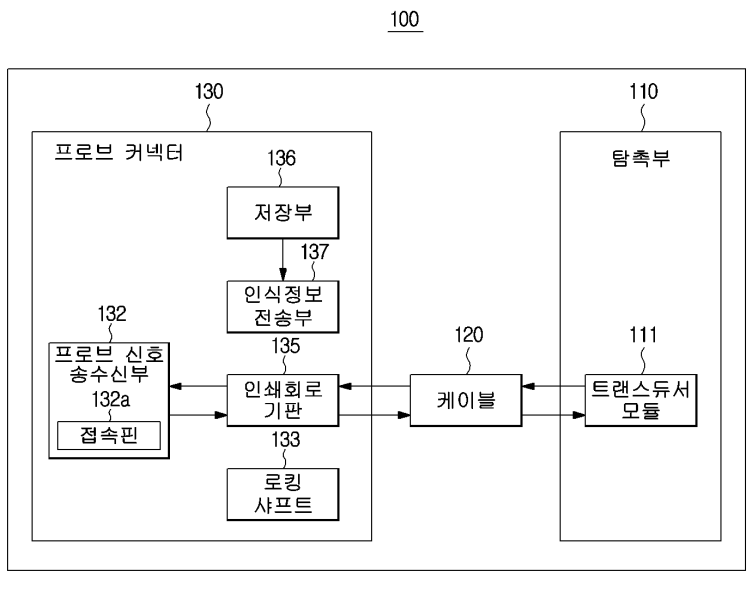 100
130
110
프로브 커넥터
탐촉부
136
저장부
137
인식정보
전송부
132
프로브 신호
송수신부
132a
접속핀
135
인쇄회로
기판
120
케이블
111
트랜스듀서
모듈
133
로킹
샤프트